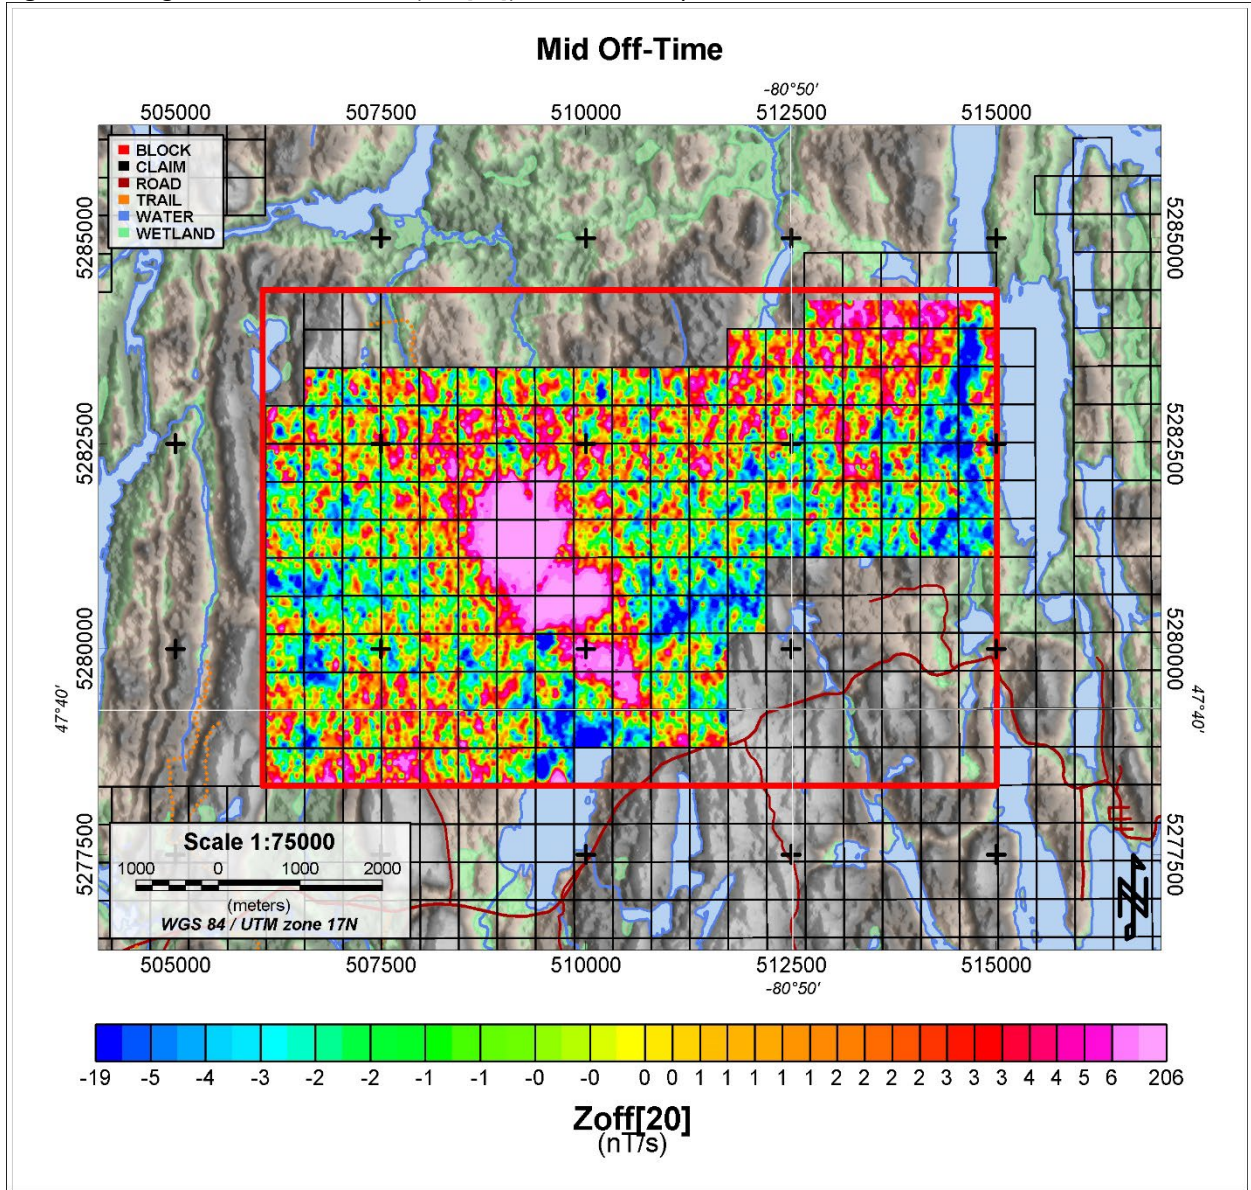 Mid Off-Time
-80°50'
505000 507500 510000 512500 515000
BLOCK
CLAIM
ROAD
TRAIL
WATER
WETLAND
5285000
5285000
5282500
5282500
5280000
5280000
47°40'
47°40'
5277500
5277500
Scale 1:75000
1000 0 1000 2000
(meters)
WGS 84 / UTM zone 17N
505000 507500 510000 512500 515000
-80°50'
-19 -5 -4 -3 -2 -2 -1 -1 -0 -0 0 0 1 1 1 1 2 2 2 3 3 3 4 4 5 6 206
Zoff[20]
(nT/s)